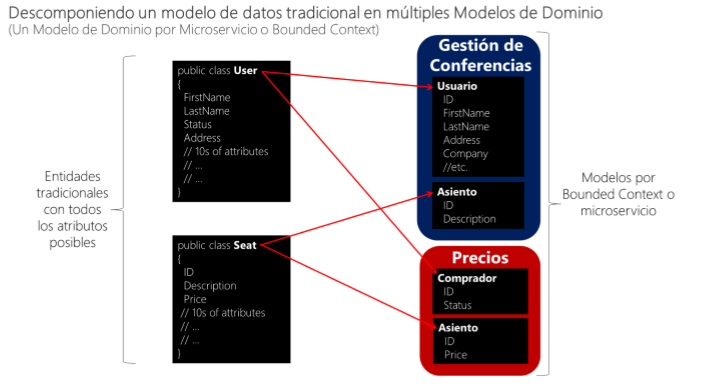 Descomponiendo un modelo de datos tradicional en múltiples Modelos de Dominio
(Un Modelo de Dominio por Microservicio o Bounded Context)
Entidades
tradicionales
con todos
los atributos
posibles
public class User
{
FirstName
LastName
Status
Address
// 10s of attributes
// ...
// ...
}
public class Seat
{
ID
Description
Price
// 10s of attributes
// ...
// ...
}
Gestión de
Conferencias
Usuario
ID
FirstName
LastName
Address
Company
//etc.
Asiento
ID
Description
Precios
Comprador
ID
Status
Asiento
ID
Price
Modelos por
Bounded Context o
microservicio